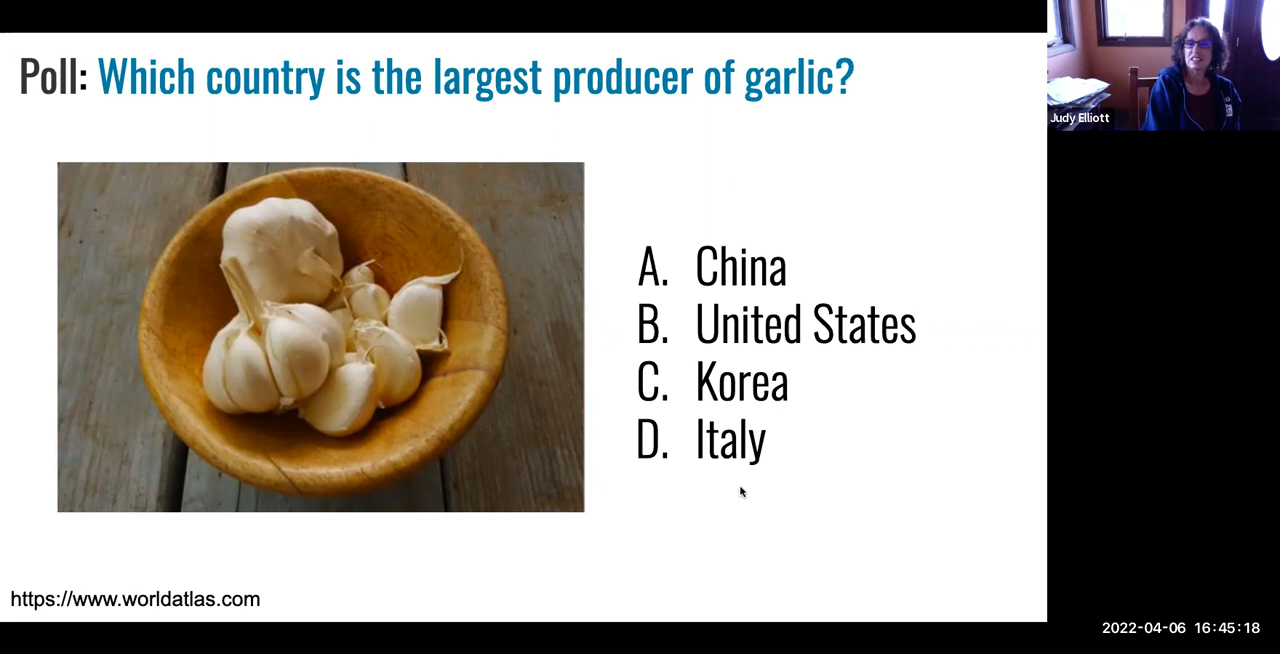 Poll: Which country is the largest producer of garlic?
Judy Elliott
A. China
B. United States
C. Korea
D. Italy
https://www.worldatlas.com
2022-04-06 16:45:18